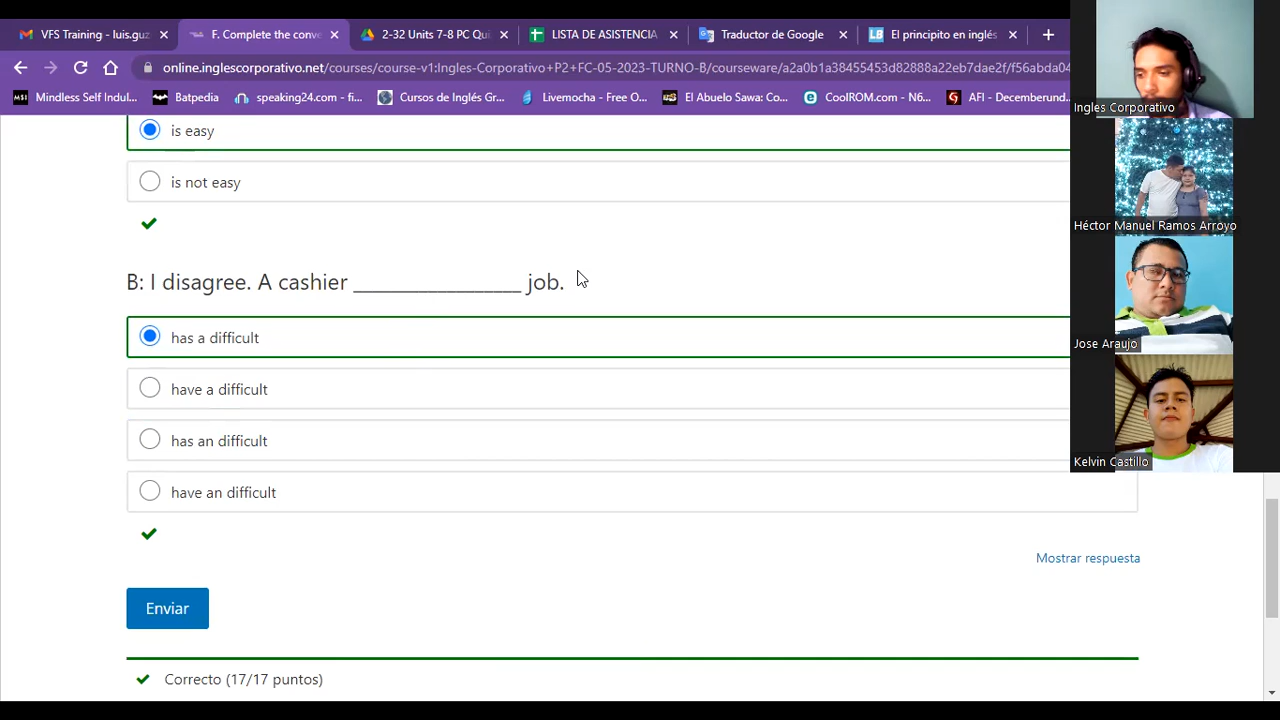 VFS Training - luis.guz
F. Complete the conve
2-32 Units 7-8 PC Qui
LISTA DE ASISTENCIA
Traductor de Google
El principito en inglés
online.inglescorporativo.net/courses/course-v1:Ingles-Corporativo+P2+FC-05-2023-TURNO-B/courseware/a2a0b1a38455453d82888a22eb7dae2f/f56abda04
Mindless Self Indul...
Batpedia
speaking24.com - fi...
Cursos de Inglés Gr...
Livemocha - Free O...
El Abuelo Sawa: Co...
CoolROM.com - N6...
AFI - Decemberund
Ingles Corporativo
is easy
is not easy
Héctor Manuel Ramos Arroyo
B: I disagree. A cashier _________________ job.
has a difficult
Jose Araujo
have a difficult
has an difficult
Kelvin Castillo
have an difficult
Mostrar respuesta
Enviar
Correcto (17/17 puntos)